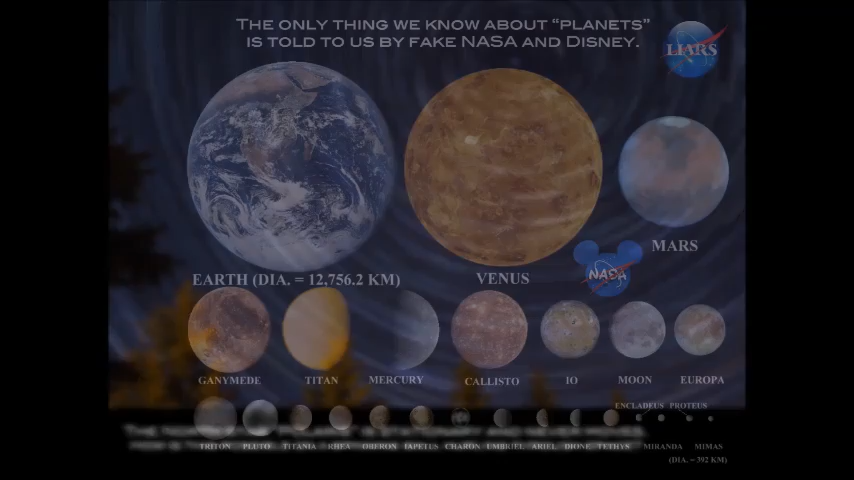 THE ONLY THING WE KNOW ABOUT "PLANETS"
IS TOLD TO US BY FAKE NASA AND DISNEY.
LIARS
MARS
EARTH (DIA. = 12,756.2 KM)
VENUS
NASA
GANYMEDE
TITAN
MERCURY
CALLISTO
IO
MOON
EUROPA
ENCLADEUS
PROTEUS
TRITON
PLUTO
TITANIA
RHEA
OBERON
IAPETUS
CHARON
UMBRIEL
ARIEL
DIONE
TETHYS
MIRANDA
MIMAS
(DIA. = 392 KM)